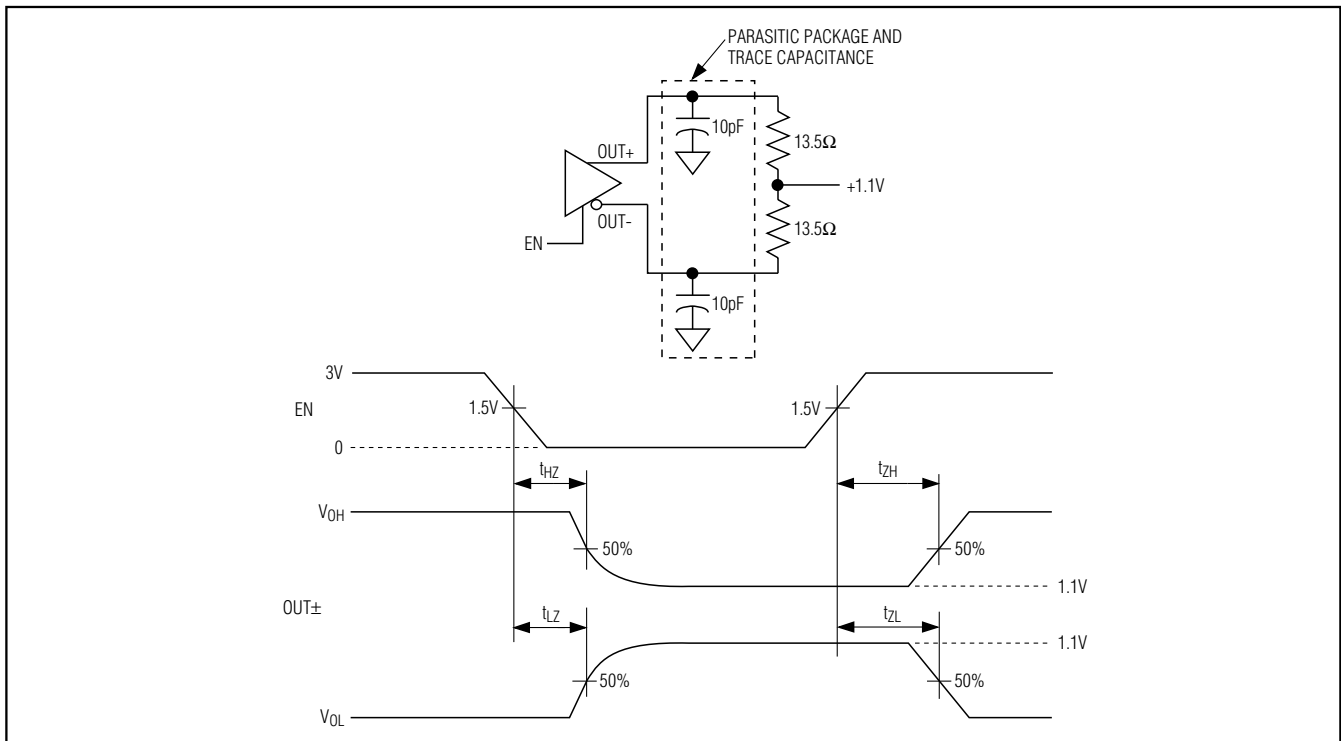 PARASITIC PACKAGE AND
TRACE CAPACITANCE
10pF
13.5Ω
OUT+
+1.1V
OUT-
13.5Ω
EN
10pF
3V
EN
1.5V
1.5V
0
tHZ
tZH
VOH
50%
50%
1.1V
OUT±
tLZ
tZL
1.1V
50%
50%
VOL